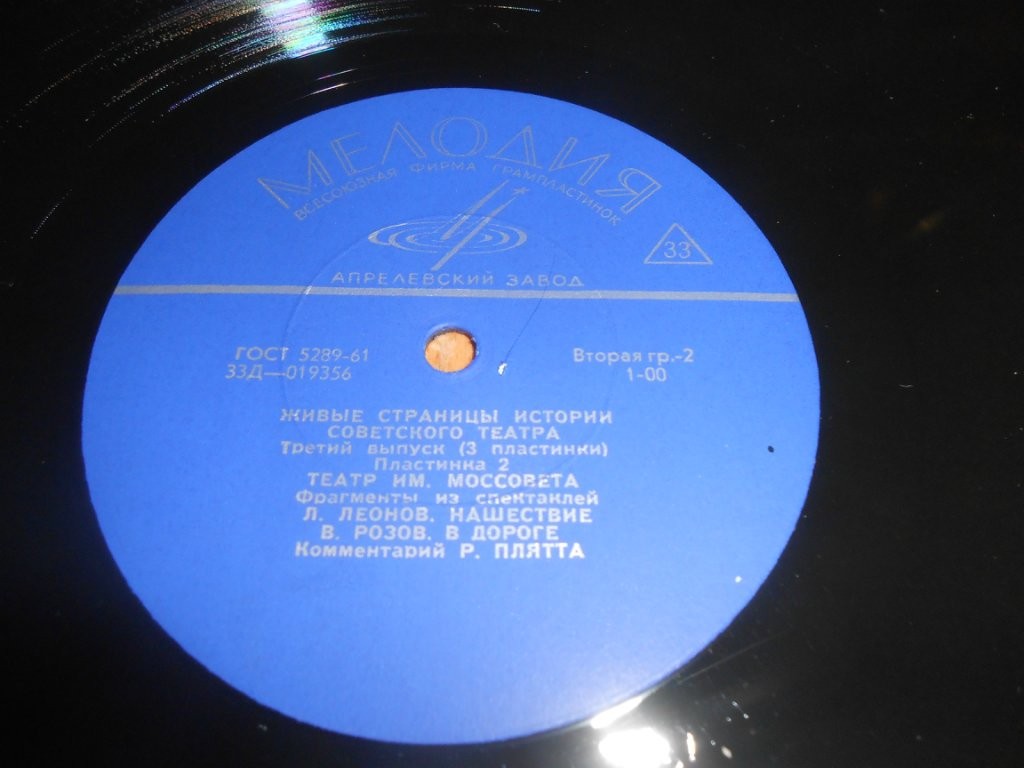 МЕЛОДИЯ
ВСЕСОЮЗНАЯ ФИРМА ГРАМПЛАСТИНОК
33
АПРЕЛЕВСКИЙ ЗАВОД
ГОСТ 5289-61
33Д—019356
Вторая гр.-2
1-00
ЖИВЫЕ СТРАНИЦЫ ИСТОРИИ
СОВЕТСКОГО ТЕАТРА
Третий выпуск (3 пластинки)
Пластинка 2
ТЕАТР ИМ. МОССОВЕТА
Фрагменты из спектаклей
Л. ЛЕОНОВ. НАШЕСТВИЕ
В. РОЗОВ. В ДОРОГЕ
Комментарий Р. ПЛЯТТА